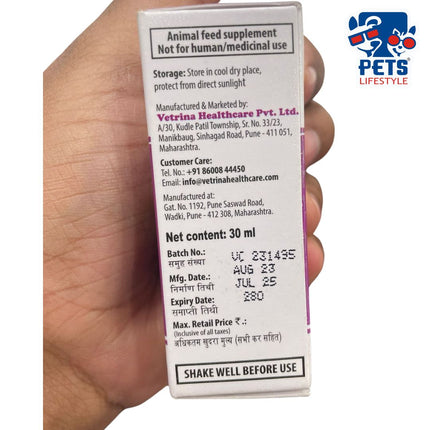 PETS
LIFESTYLE
Animal feed supplement
Not for human/medicinal use
Storage: Store in cool dry place,
protect from direct sunlight
Manufactured & Marketed by:
Vetrina Healthcare Pvt. Ltd.
A/30, Kudle Patil Township, Sr. No. 33/23,
Manikbaug, Sinhagad Road, Pune - 411 051,
Maharashtra.
Customer Care:
Tel. No.: +91 86008 44450
Email: info@vetrinahealthcare.com
Manufactured at:
Gat. No. 1192, Pune Saswad Road,
Wadki, Pune - 412 308, Maharashtra.
Net content: 30 ml
Batch No.: VC 231495
समुह संख्या
Mfg. Date.: AUG 23
निर्माण तिथी JUL 25
Expiry Date: 280
समाप्ती तिथी
Max. Retail Price ₹.:
(Inclusive of all taxes)
अधिकतम खुदरा मुल्य (सभी कर सहित)
SHAKE WELL BEFORE USE